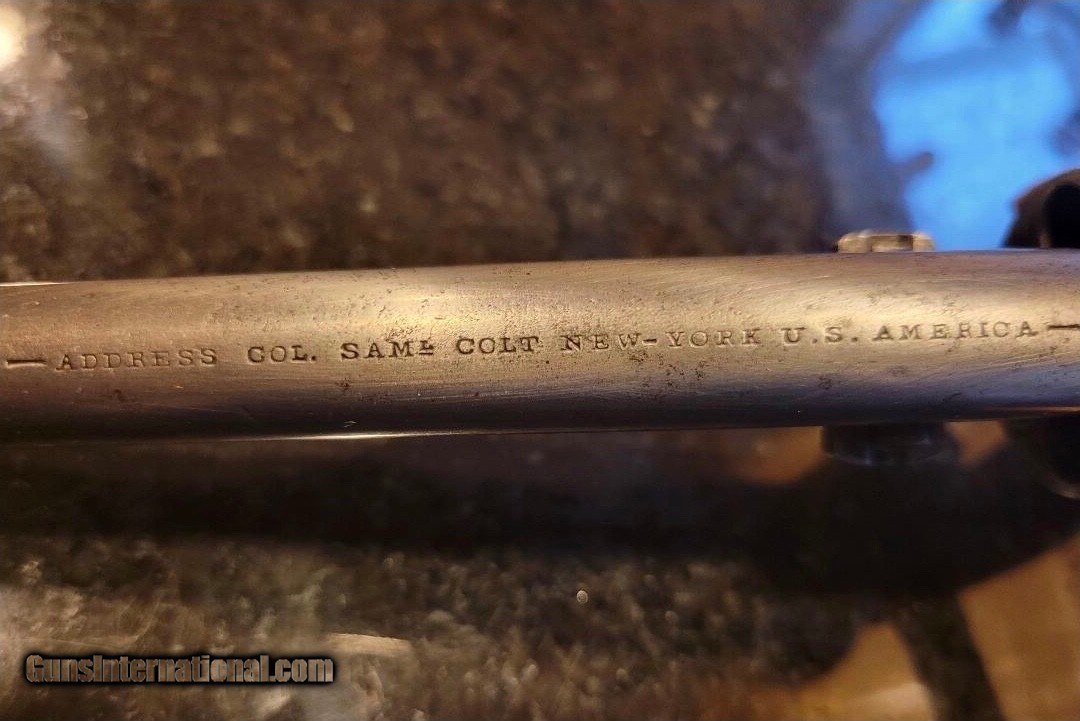 — ADDRESS COL. SAMᴸ COLT NEW-YORK U.S. AMERICA —
GunsInternational.com